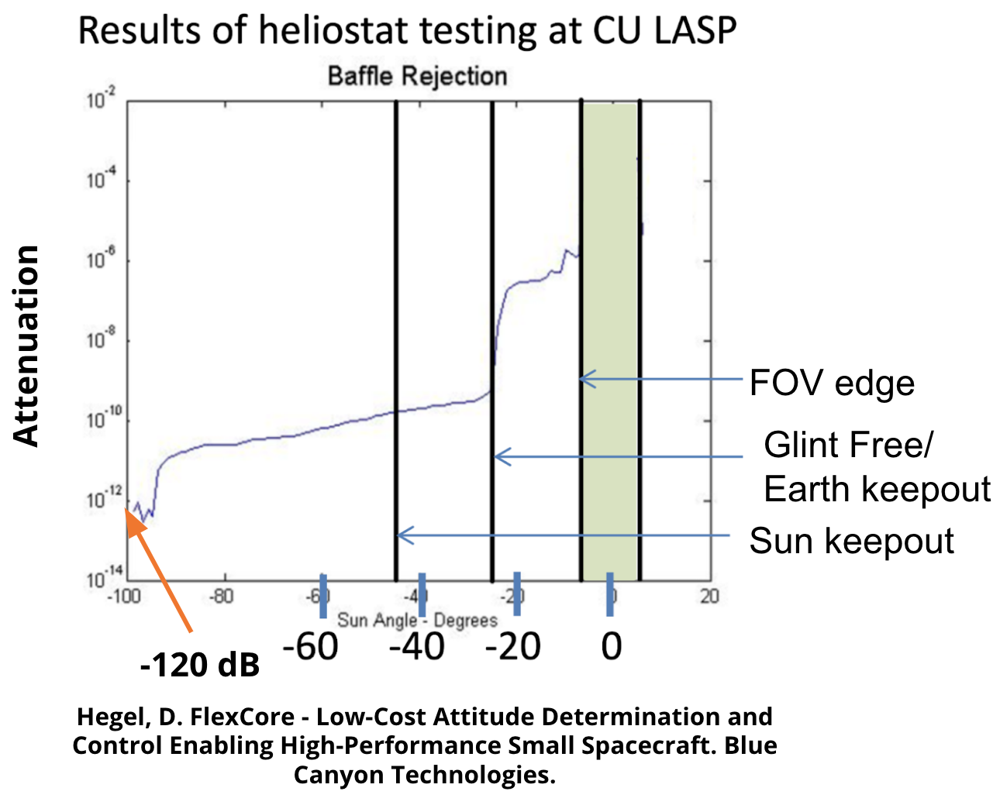 Results of heliostat testing at CU LASP
Baffle Rejection
10-2
10-4
10-6
10-8
10-10
10-12
10-14
Attenuation
FOV edge
Glint Free/
Earth keepout
Sun keepout
-100 -80 -60 -40 -20 0 20
Sun Angle - Degrees
-60 -40 -20 0
-120 dB
Hegel, D. FlexCore - Low-Cost Attitude Determination and
Control Enabling High-Performance Small Spacecraft. Blue
Canyon Technologies.